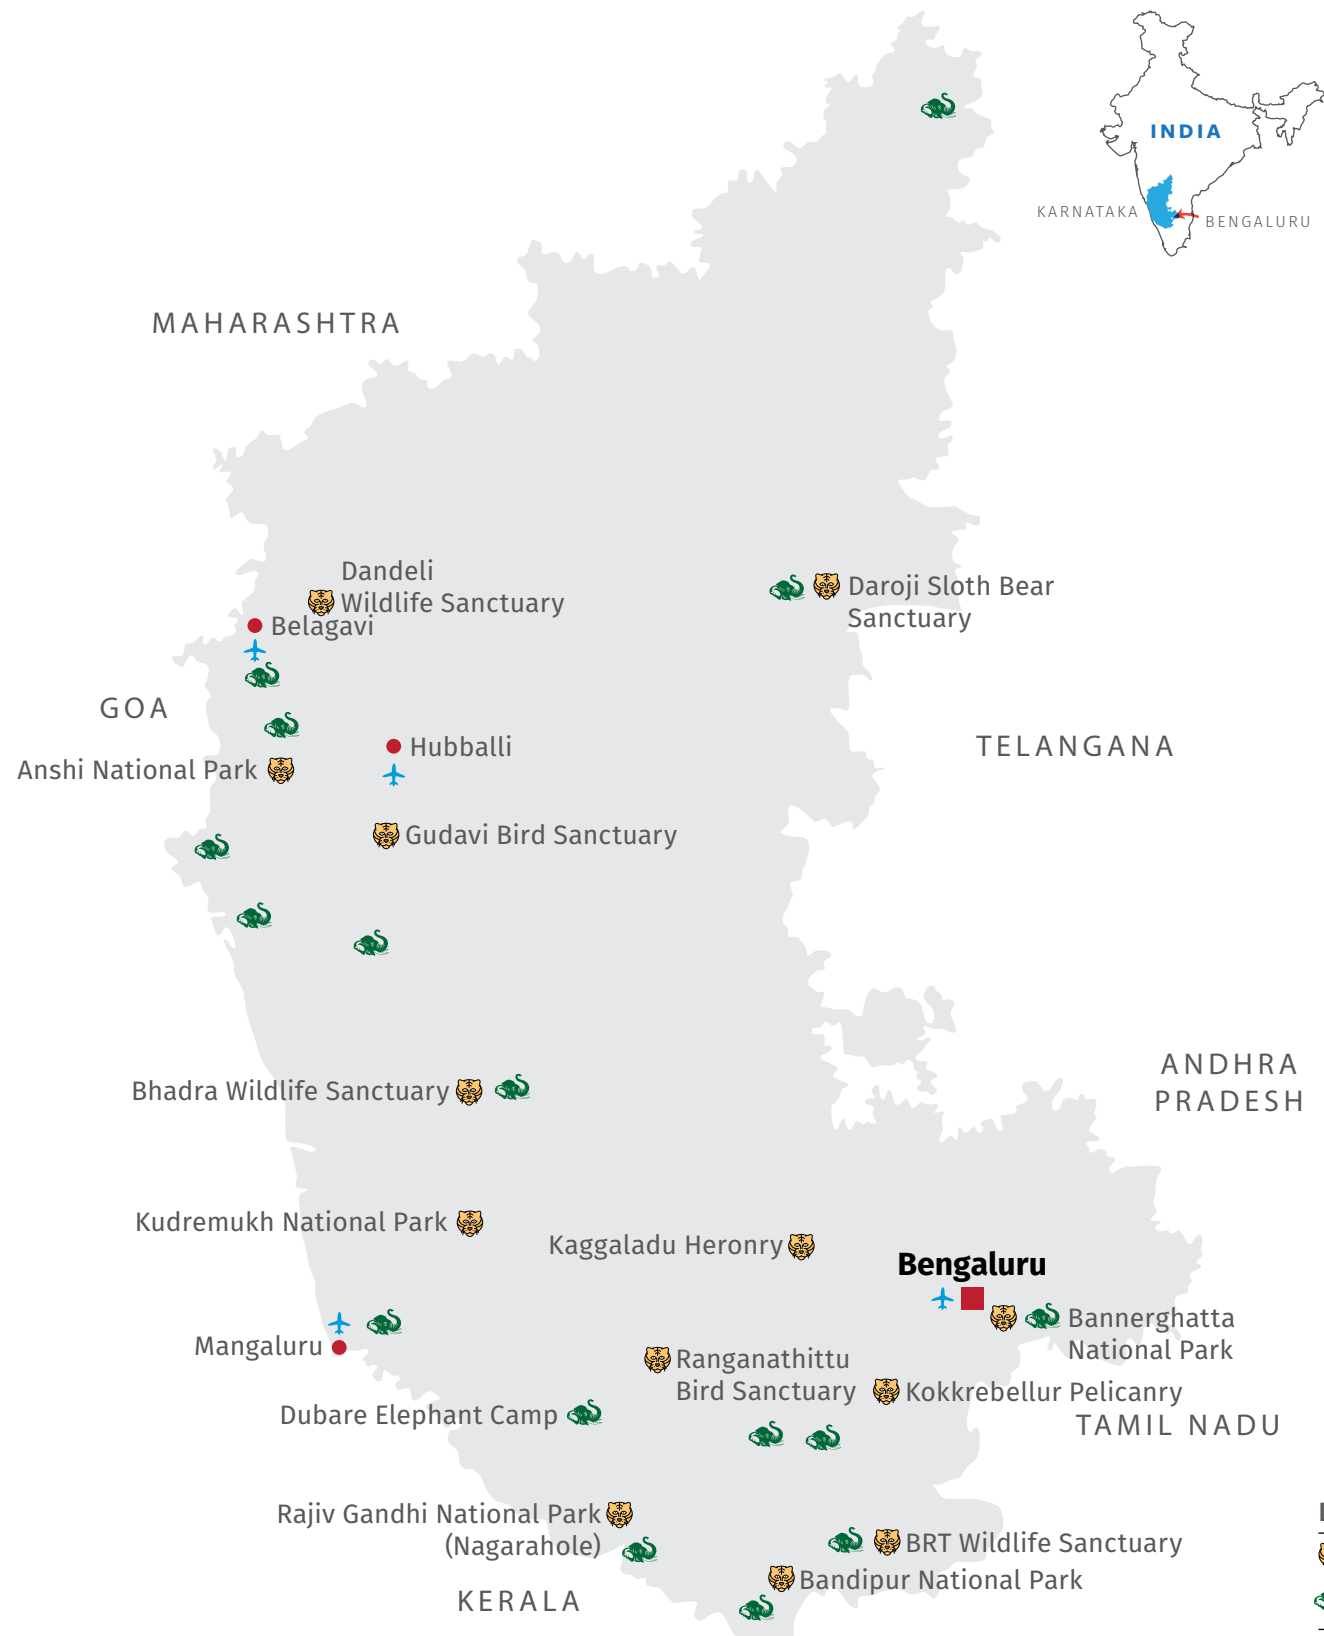 INDIA
KARNATAKA
BENGALURU
MAHARASHTRA
Dandeli
Wildlife Sanctuary
Belagavi
Daroji Sloth Bear
Sanctuary
GOA
Hubballi
TELANGANA
Anshi National Park
Gudavi Bird Sanctuary
ANDHRA
PRADESH
Bhadra Wildlife Sanctuary
Kudremukh National Park
Kaggaladu Heronry
Bengaluru
Bannerghatta
National Park
Mangaluru
Ranganathittu
Bird Sanctuary
Kokkrebellur Pelicanry
Dubare Elephant Camp
TAMIL NADU
Rajiv Gandhi National Park
(Nagarahole)
BRT Wildlife Sanctuary
Bandipur National Park
KERALA